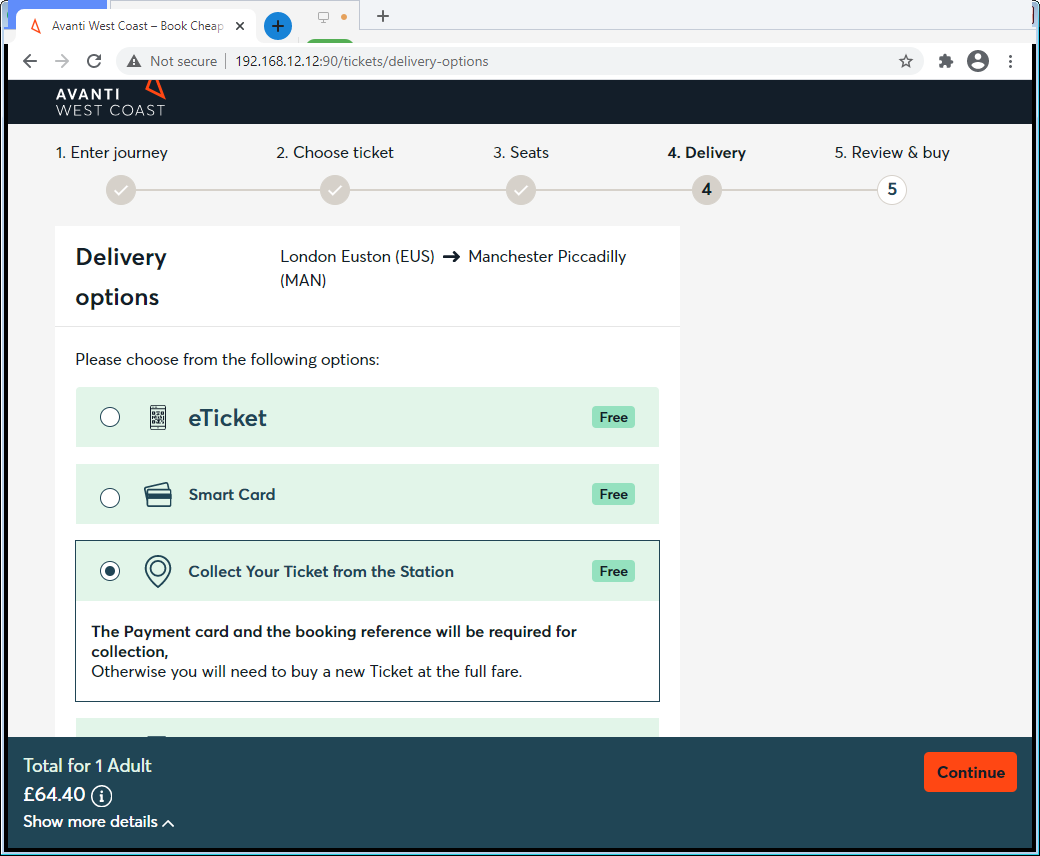 Avanti West Coast – Book Cheap
Not secure
192.168.12.12:90/tickets/delivery-options
AVANTI
WEST COAST
1. Enter journey
2. Choose ticket
3. Seats
4. Delivery
5. Review & buy
4
5
Delivery
options
London Euston (EUS) → Manchester Piccadilly
(MAN)
Please choose from the following options:
eTicket
Free
Smart Card
Free
Collect Your Ticket from the Station
Free
The Payment card and the booking reference will be required for
collection,
Otherwise you will need to buy a new Ticket at the full fare.
Total for 1 Adult
£64.40
Show more details
Continue